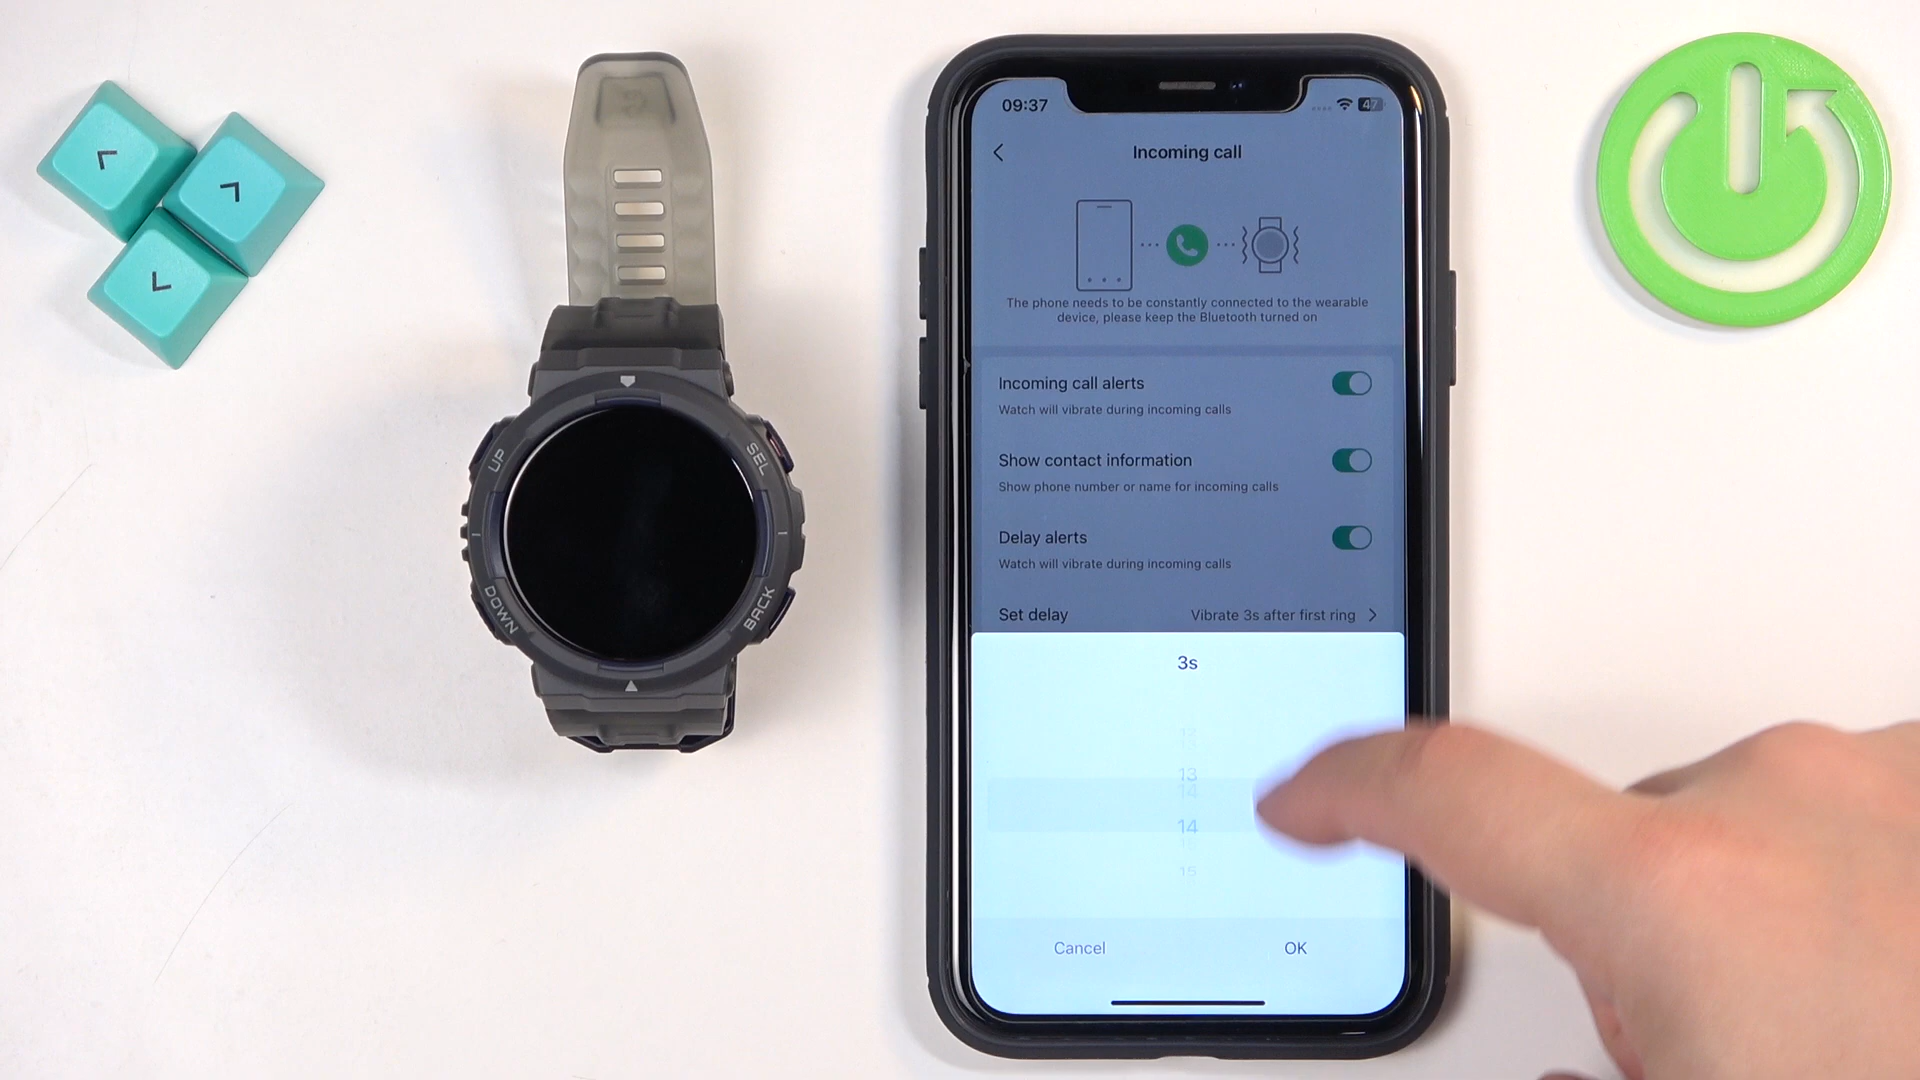 09:37
47
Incoming call
The phone needs to be constantly connected to the wearable
device, please keep the Bluetooth turned on
Incoming call alerts
Watch will vibrate during incoming calls
Show contact information
Show phone number or name for incoming calls
Delay alerts
Watch will vibrate during incoming calls
Set delay
Vibrate 3s after first ring
3s
13
14
14
15
Cancel
OK
UP
SEL
DOWN
BACK